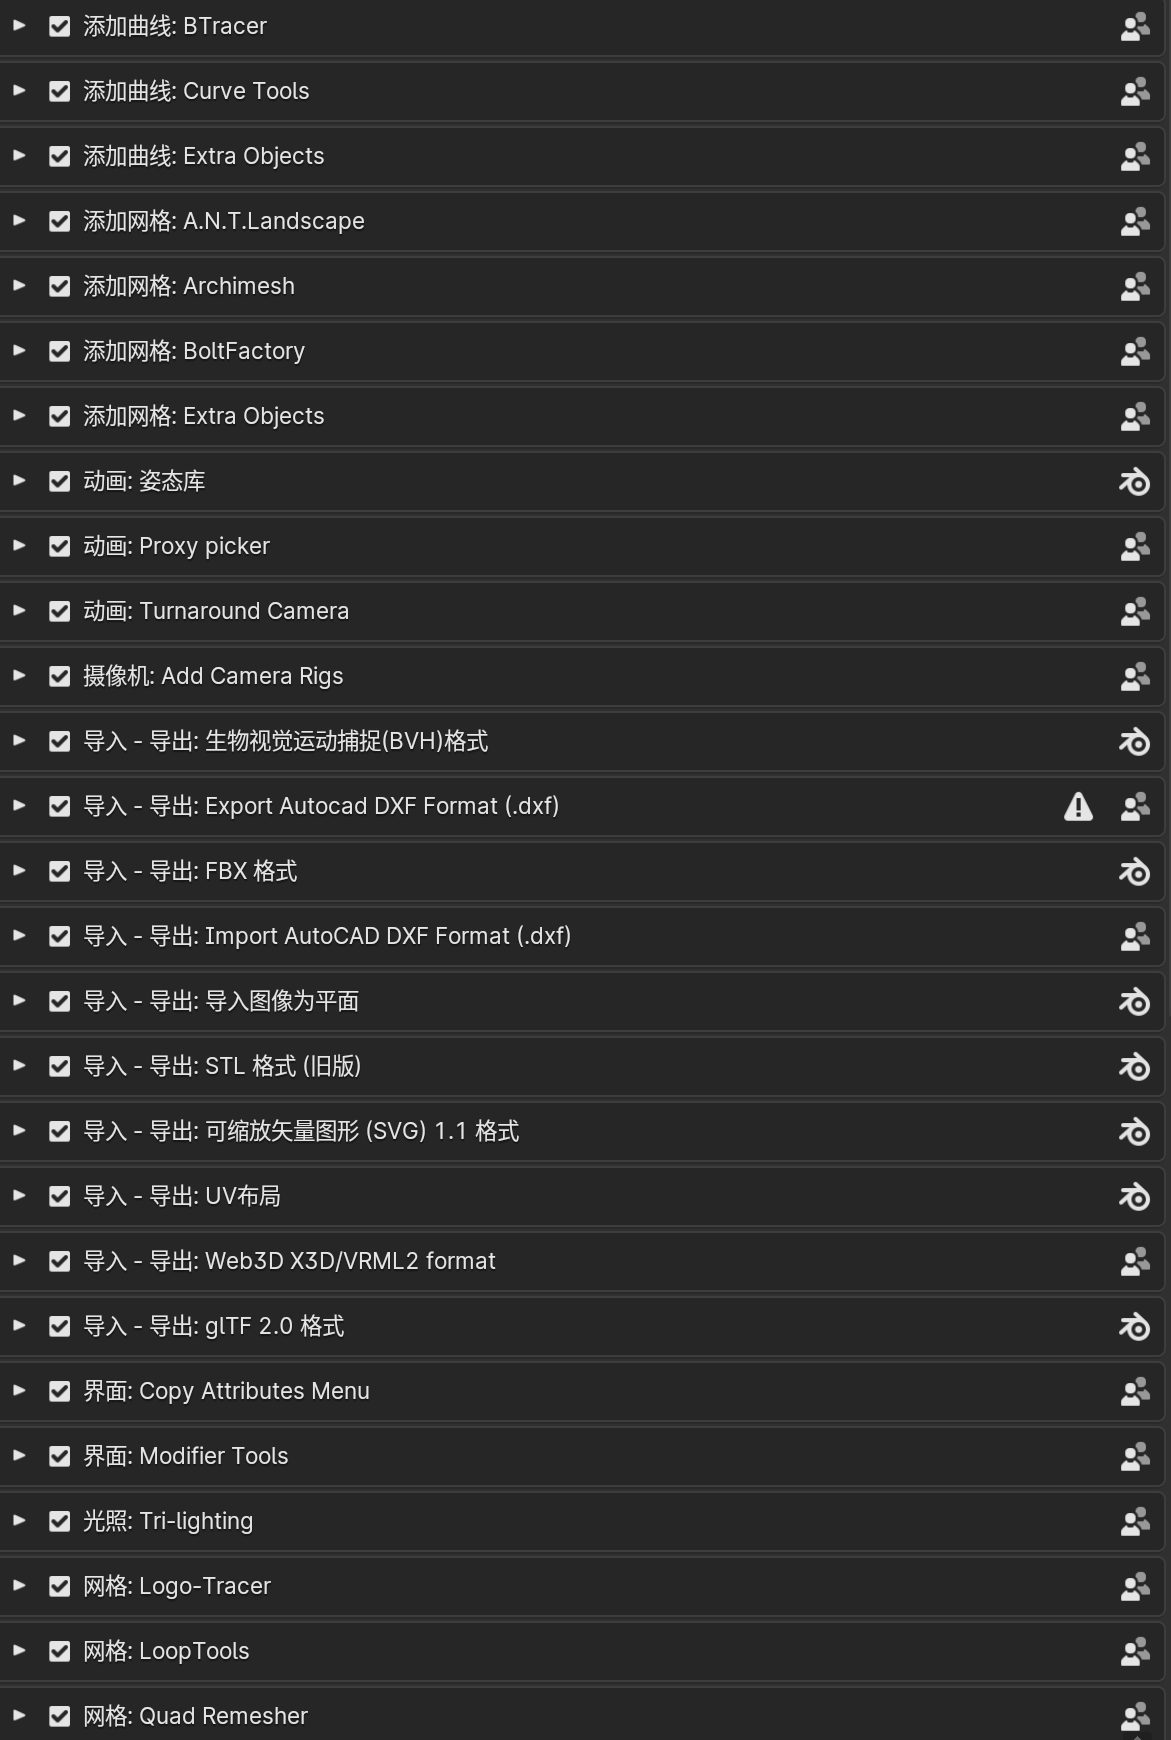 添加曲线: BTracer
添加曲线: Curve Tools
添加曲线: Extra Objects
添加网格: A.N.T.Landscape
添加网格: Archimesh
添加网格: BoltFactory
添加网格: Extra Objects
动画: 姿态库
动画: Proxy picker
动画: Turnaround Camera
摄像机: Add Camera Rigs
导入 - 导出: 生物视觉运动捕捉(BVH)格式
导入 - 导出: Export Autocad DXF Format (.dxf)
导入 - 导出: FBX 格式
导入 - 导出: Import AutoCAD DXF Format (.dxf)
导入 - 导出: 导入图像为平面
导入 - 导出: STL 格式 (旧版)
导入 - 导出: 可缩放矢量图形 (SVG) 1.1 格式
导入 - 导出: UV布局
导入 - 导出: Web3D X3D/VRML2 format
导入 - 导出: glTF 2.0 格式
界面: Copy Attributes Menu
界面: Modifier Tools
光照: Tri-lighting
网格: Logo-Tracer
网格: LoopTools
网格: Quad Remesher